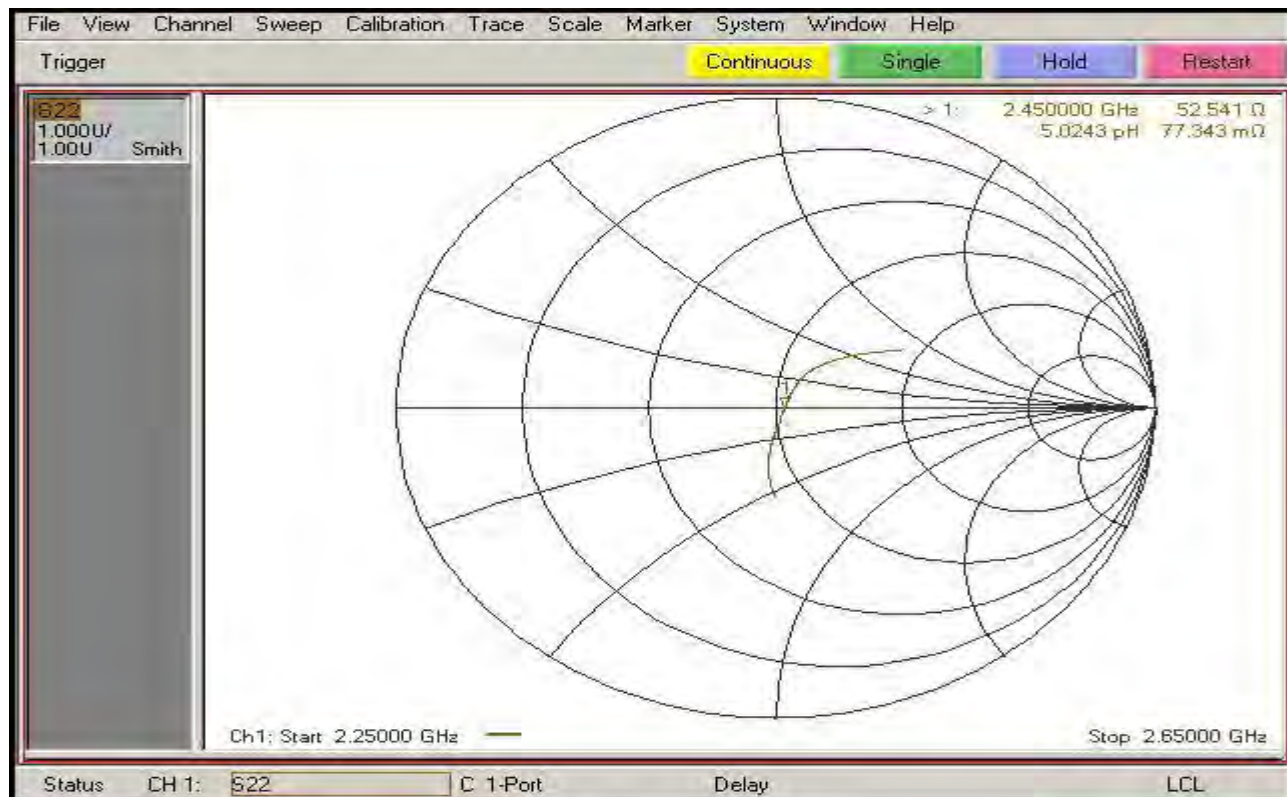 File View Channel Sweep Calibration Trace Scale Marker System Window Help
Trigger Continuous Single Hold Restart
S22
1.000U/
1.00U Smith
> 1: 2.450000 GHz 52.541 Ω
5.0243 pH 77.343 mΩ
1
Ch1: Start 2.25000 GHz
Stop 2.65000 GHz
Status CH 1: S22 C 1-Port Delay LCL